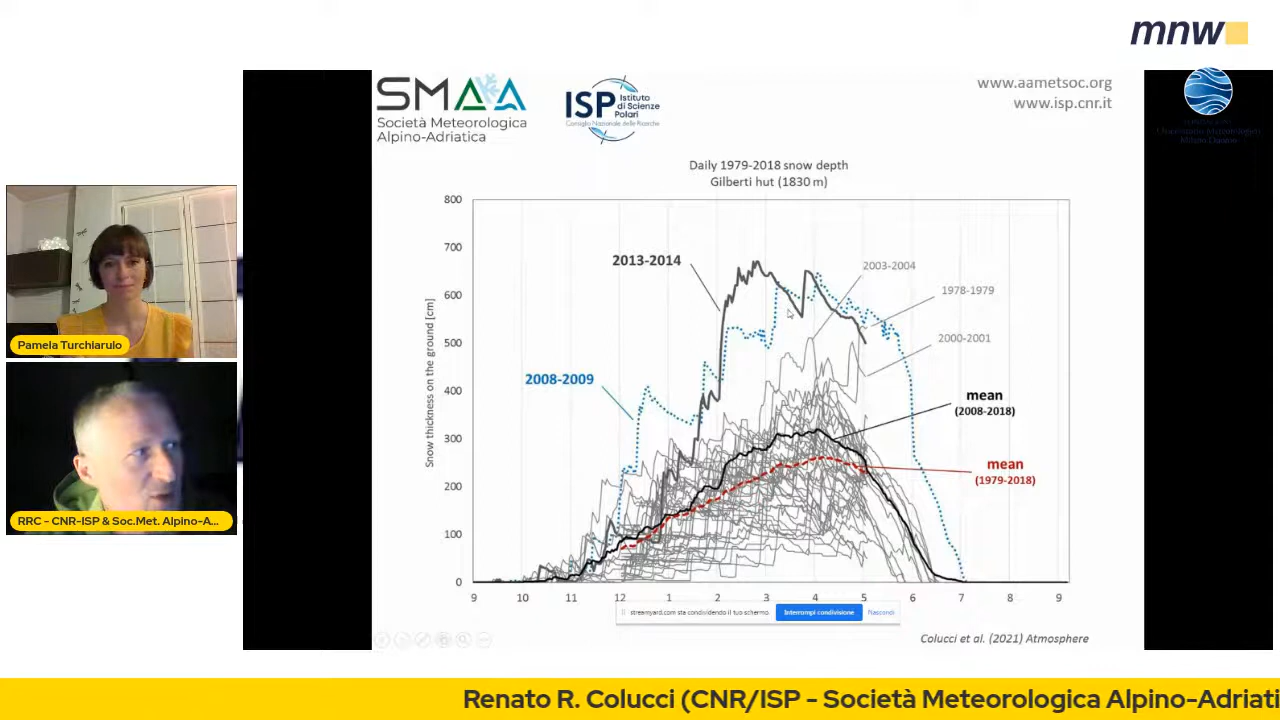 mnw
SMAA
Società Meteorologica
Alpino-Adriatica
ISP
Istituto
di Scienze
Polari
Consiglio Nazionale delle Ricerche
www.aametsoc.org
www.isp.cnr.it
Daily 1979-2018 snow depth
Gilberti hut (1830 m)
Snow thickness on the ground [cm]
800
700
600
500
400
300
200
100
0
2013-2014
2003-2004
1978-1979
2000-2001
2008-2009
mean
(2008-2018)
mean
(1979-2018)
9 10 11 12 1 2 3 4 5 6 7 8 9
streamyard.com sta condividendo il tuo schermo. Interrompi condivisione Nascondi
Colucci et al. (2021) Atmosphere
Pamela Turchiarulo
RRC - CNR-ISP & Soc.Met. Alpino-A...
Renato R. Colucci (CNR/ISP - Società Meteorologica Alpino-Adriati